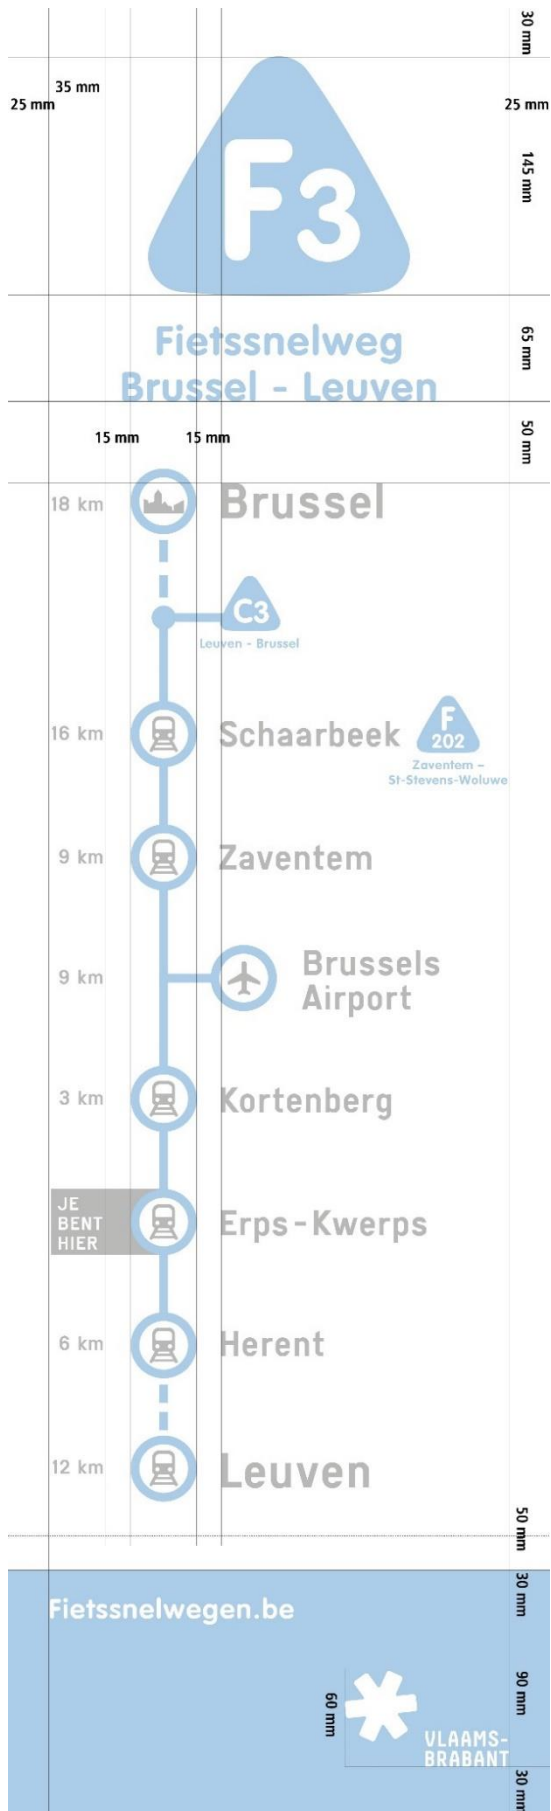 30 mm
35 mm
25 mm
25 mm
145 mm
F3
Fietssnelweg
Brussel - Leuven
65 mm
15 mm
15 mm
50 mm
18 km
Brussel
C3
Leuven - Brussel
16 km
Schaarbeek
F
202
Zaventem –
St-Stevens-Woluwe
9 km
Zaventem
9 km
Brussels
Airport
3 km
Kortenberg
JE
BENT
HIER
Erps-Kwerps
6 km
Herent
12 km
Leuven
50 mm
30 mm
Fietssnelwegen.be
90 mm
60 mm
VLAAMS-
BRABANT
30 mm